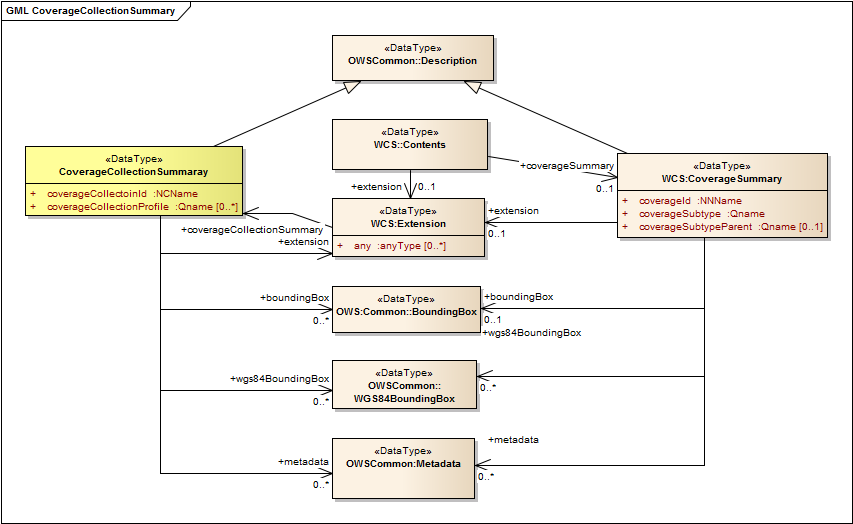 GML CoverageCollectionSummary
«DataType»
OWSCommon::Description
«DataType»
WCS::Contents
«DataType»
CoverageCollectionSummaray
+ coverageCollectoinId :NCName
+ coverageCollectionProfile :Qname [0..*]
«DataType»
WCS:CoverageSummary
+ coverageId :NNName
+ coverageSubtype :Qname
+ coverageSubtypeParent :Qname [0..1]
+coverageSummary
0..1
+extension
0..1
«DataType»
WCS:Extension
+ any :anyType [0..*]
+extension
0..1
+coverageCollectionSummary
+extension
«DataType»
OWS:Common::BoundingBox
+boundingBox
0..*
+boundingBox
0..1
+wgs84BoundingBox
«DataType»
OWSCommon::
WGS84BoundingBox
+wgs84BoundingBox
0..*
0..*
«DataType»
OWSCommon:Metadata
+metadata
0..*
+metadata
0..*